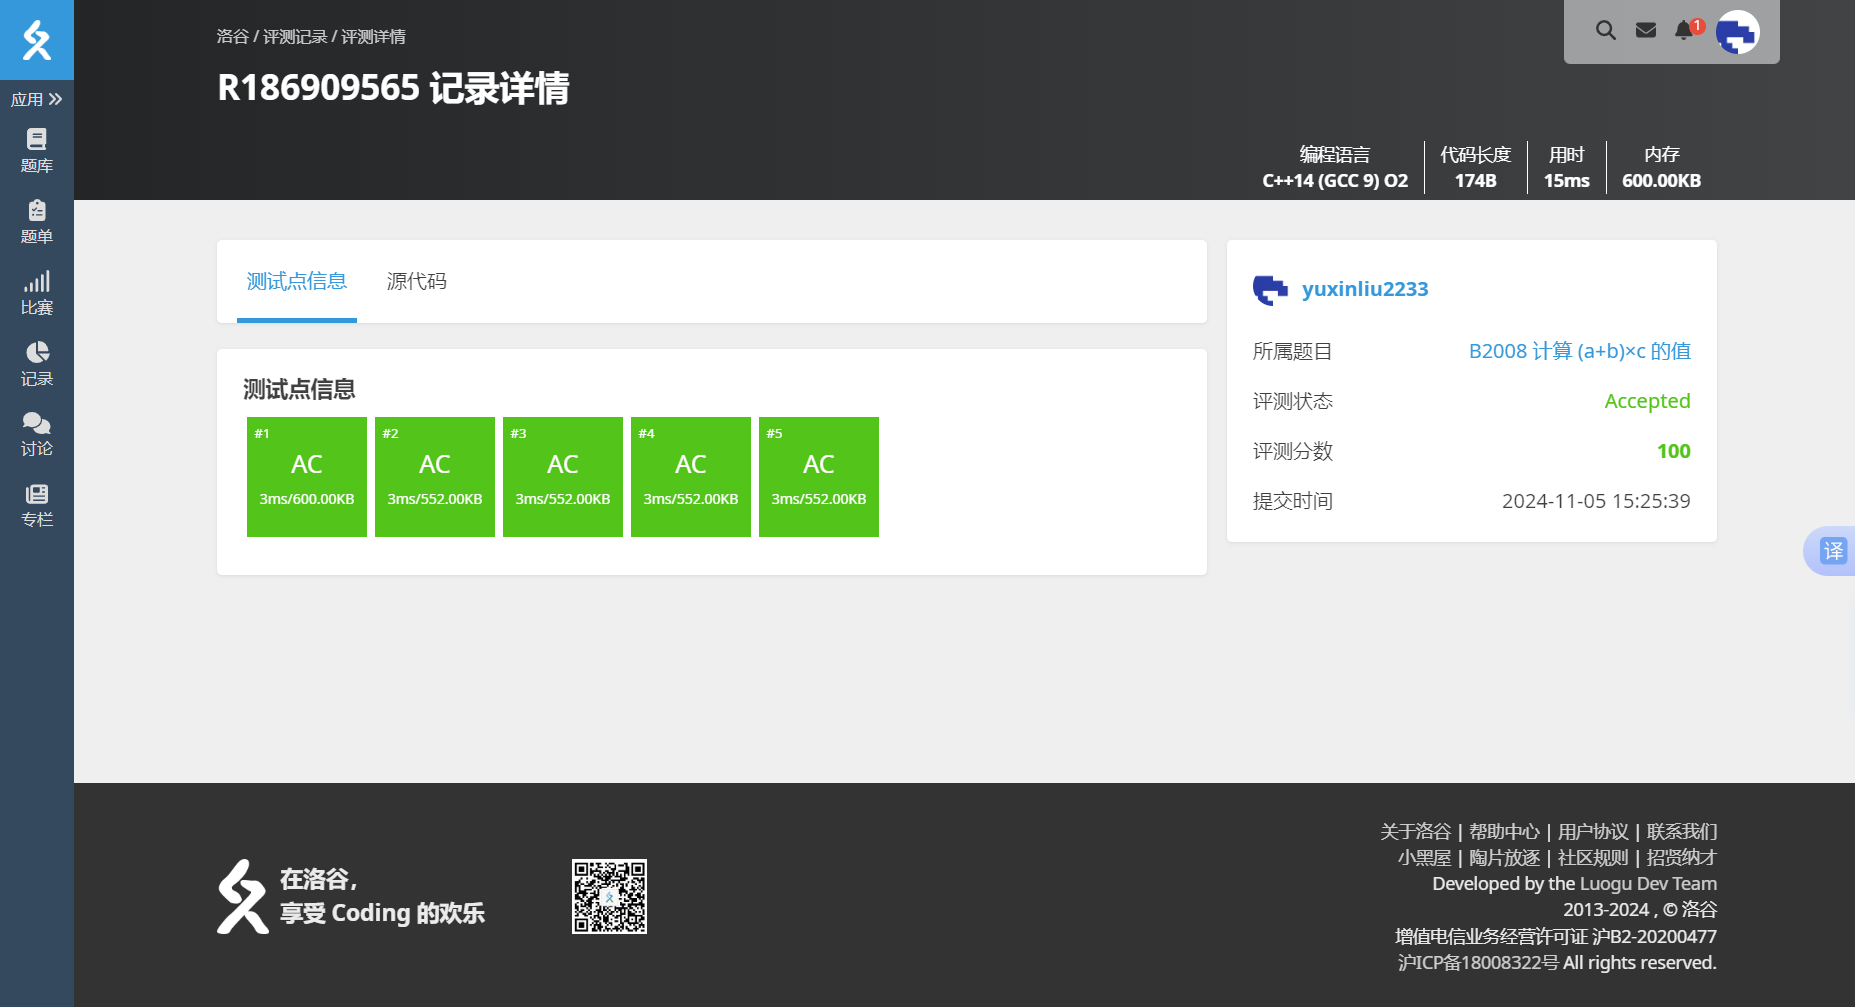 应用
题库
题单
比赛
记录
讨论
专栏
洛谷 / 评测记录 / 评测详情
R186909565 记录详情
1
编程语言
C++14 (GCC 9) O2
代码长度
174B
用时
15ms
内存
600.00KB
测试点信息
源代码
测试点信息
#1
AC
3ms/600.00KB
#2
AC
3ms/552.00KB
#3
AC
3ms/552.00KB
#4
AC
3ms/552.00KB
#5
AC
3ms/552.00KB
yuxinliu2233
所属题目 B2008 计算 (a+b)×c 的值
评测状态 Accepted
评测分数 100
提交时间 2024-11-05 15:25:39
译
在洛谷，
享受 Coding 的欢乐
关于洛谷 | 帮助中心 | 用户协议 | 联系我们
小黑屋 | 陶片放逐 | 社区规则 | 招贤纳才
Developed by the Luogu Dev Team
2013-2024 , © 洛谷
增值电信业务经营许可证 沪B2-20200477
沪ICP备18008322号 All rights reserved.